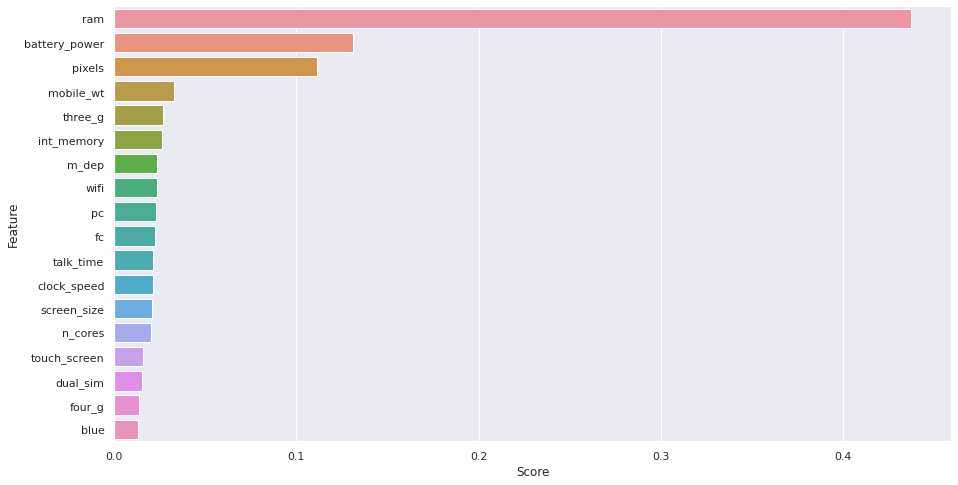 ram
battery_power
pixels
mobile_wt
three_g
int_memory
m_dep
wifi
pc
fc
talk_time
clock_speed
screen_size
n_cores
touch_screen
dual_sim
four_g
blue
Feature
0.0 0.1 0.2 0.3 0.4
Score